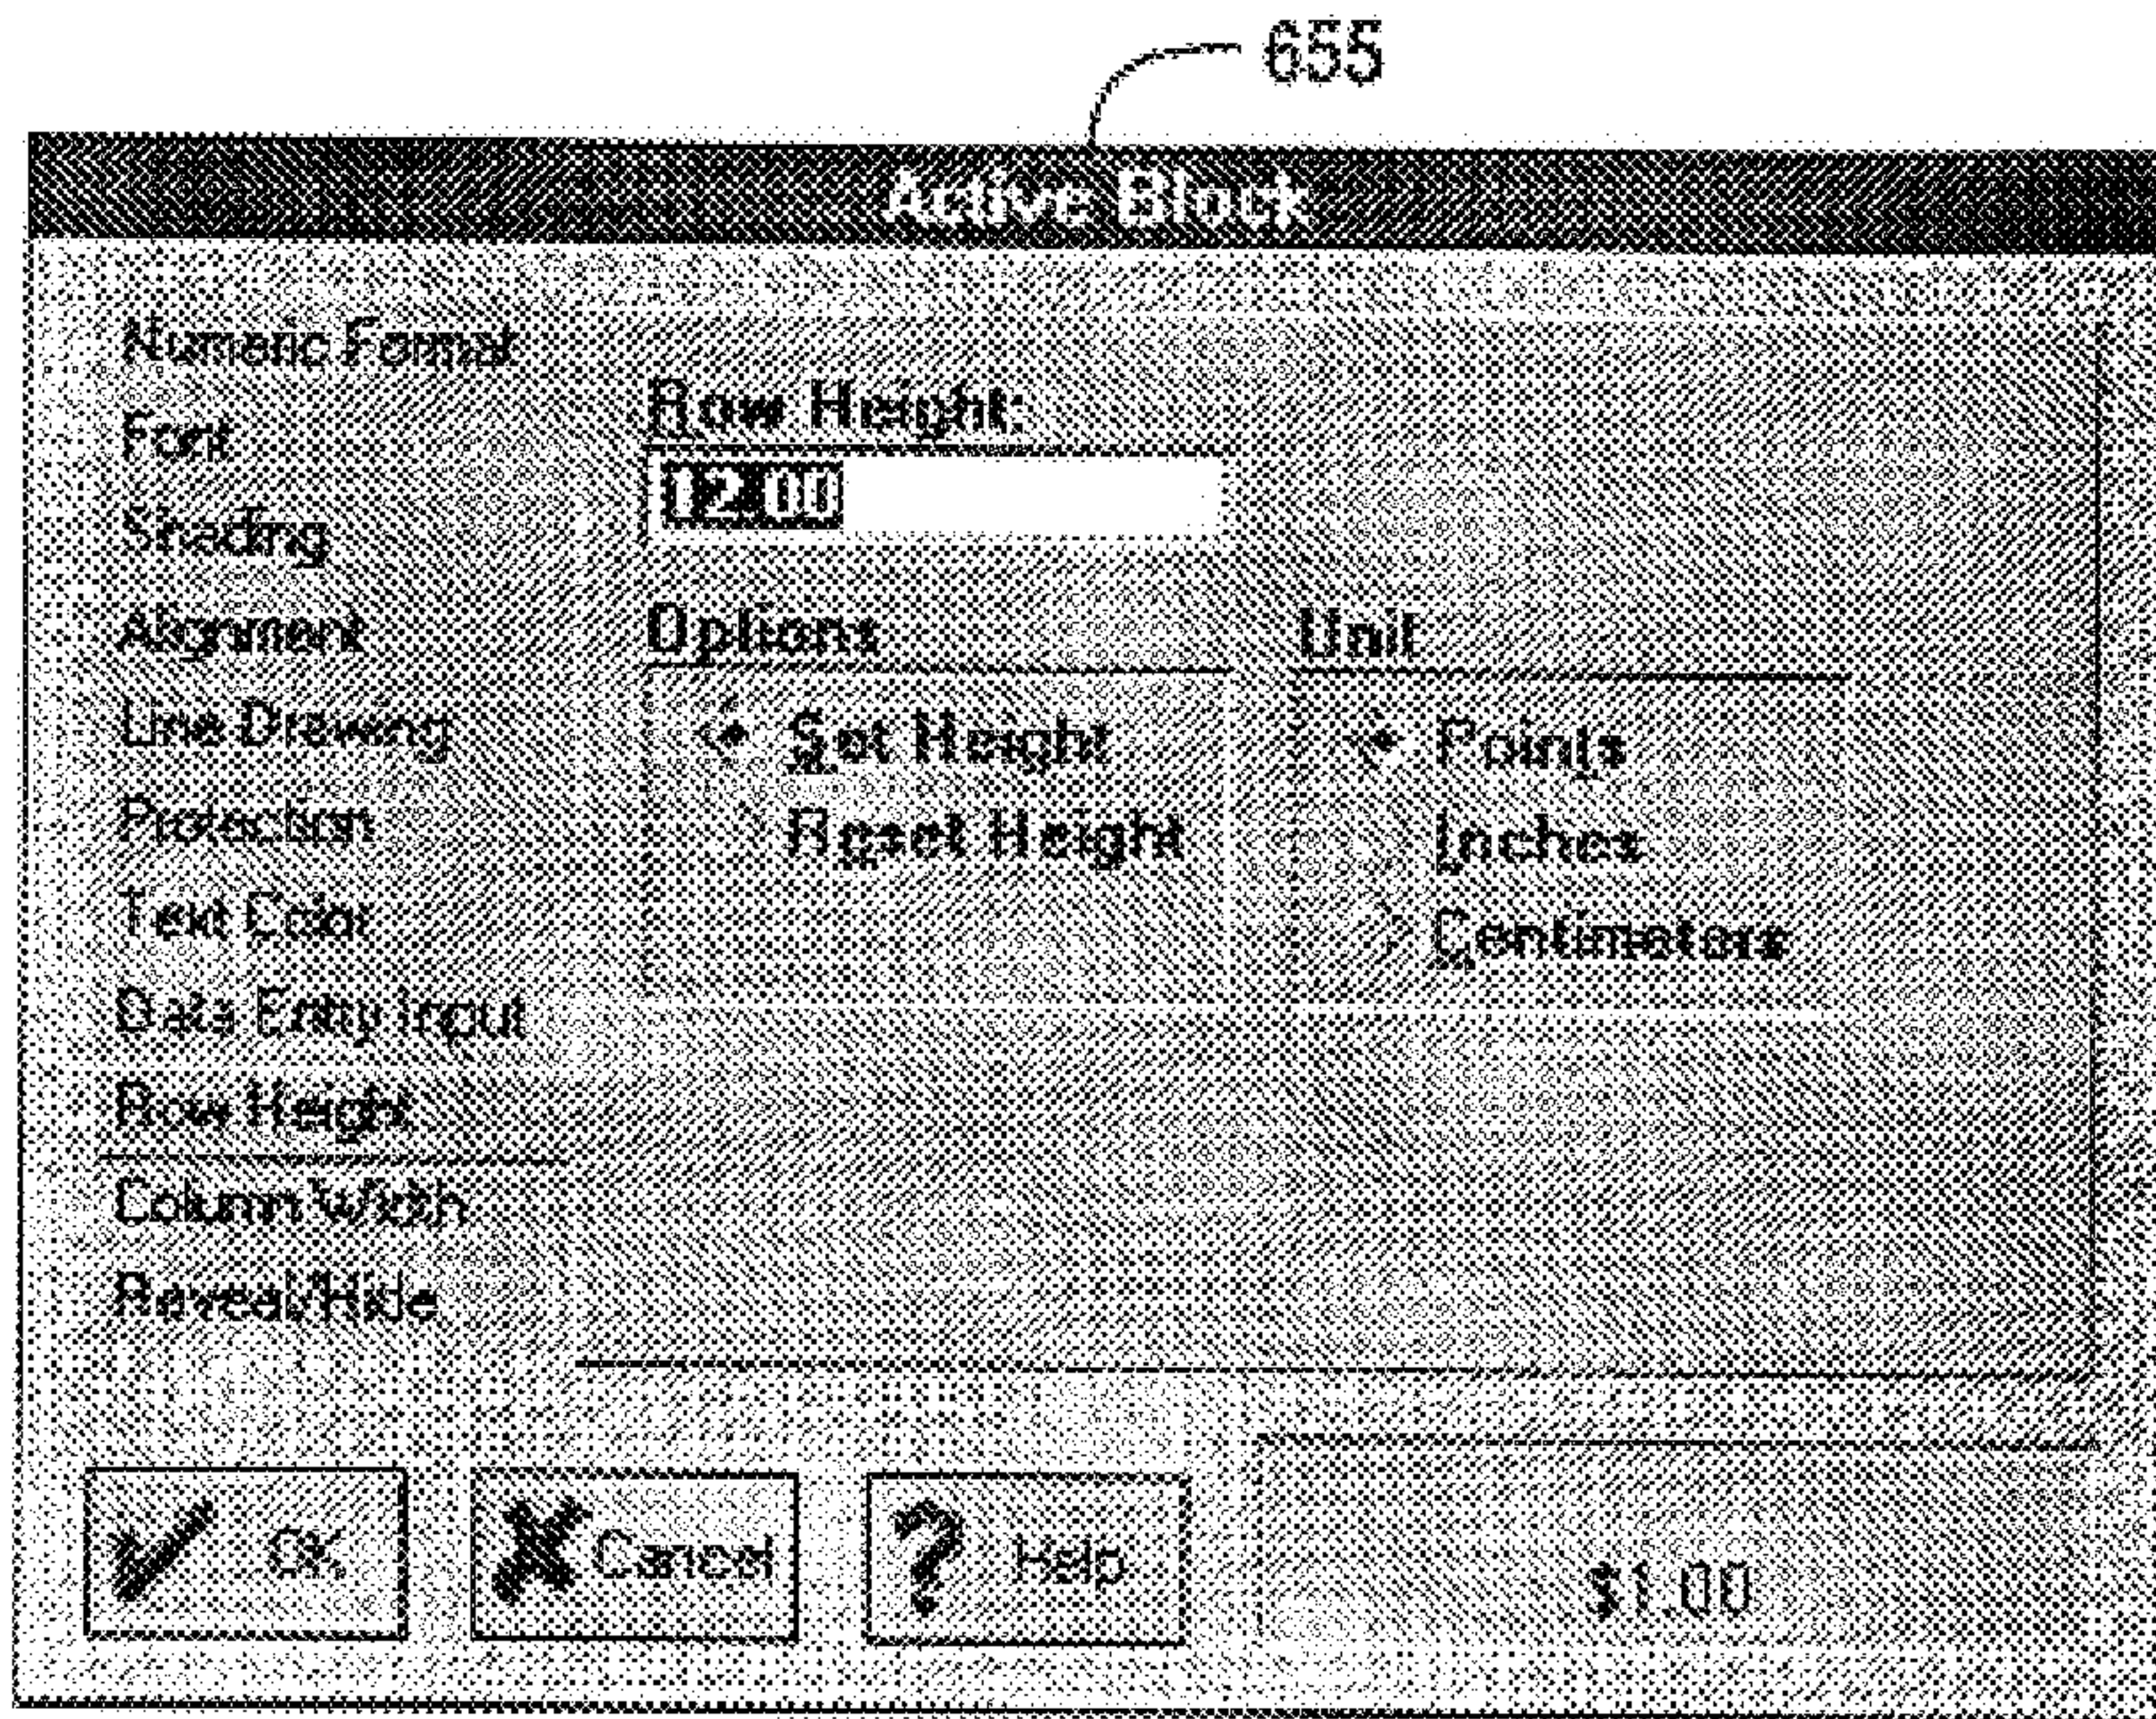 655
Active Block
Numeric Format
Font
Shading
Alignment
Line Drawing
Protection
Text Color
Data Entry Input
Row Height
Column Width
Reveal/Hide
Row Height:
12.00
Options
Set Height
Reset Height
Unit
Points
Inches
Centimeters
OK
Cancel
Help
$1.00